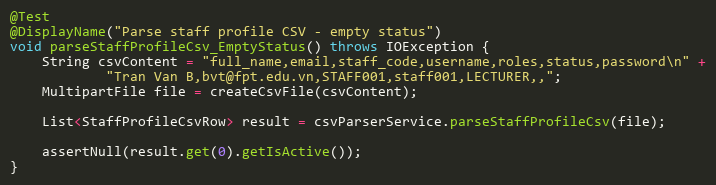 @Test
@DisplayName("Parse staff profile CSV - empty status")
void parseStaffProfileCsv_EmptyStatus() throws IOException {
    String csvContent = "full_name,email,staff_code,username,roles,status,password\n" +
            "Tran Van B,bvt@fpt.edu.vn,STAFF001,staff001,LECTURER,,";
    MultipartFile file = createCsvFile(csvContent);

    List<StaffProfileCsvRow> result = csvParserService.parseStaffProfileCsv(file);

    assertNull(result.get(0).getIsActive());
}